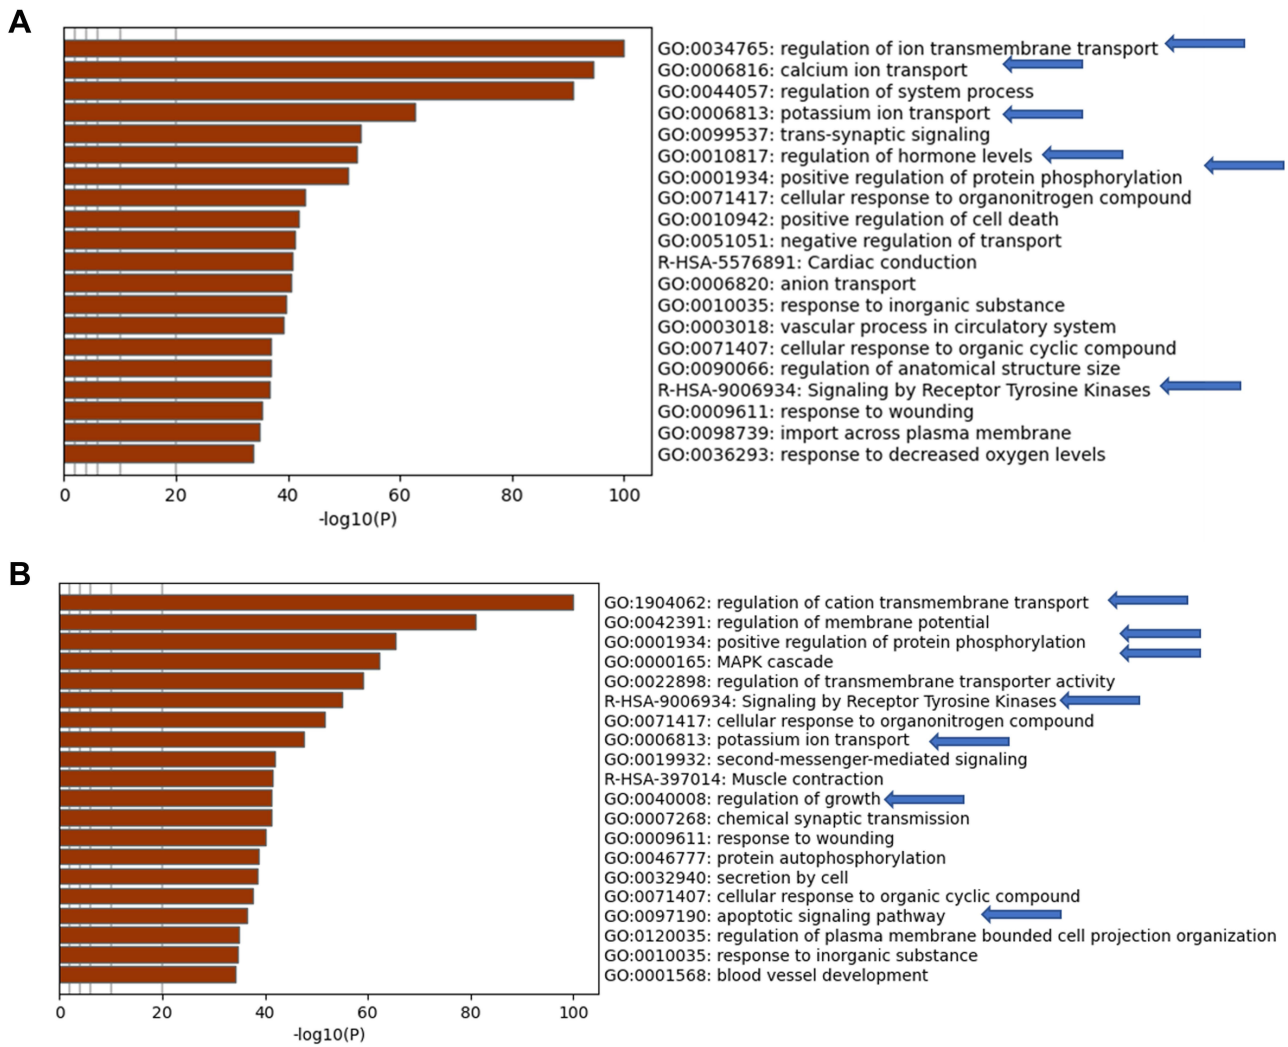 A
GO:0034765: regulation of ion transmembrane transport
GO:0006816: calcium ion transport
GO:0044057: regulation of system process
GO:0006813: potassium ion transport
GO:0099537: trans-synaptic signaling
GO:0010817: regulation of hormone levels
GO:0001934: positive regulation of protein phosphorylation
GO:0071417: cellular response to organonitrogen compound
GO:0010942: positive regulation of cell death
GO:0051051: negative regulation of transport
R-HSA-5576891: Cardiac conduction
GO:0006820: anion transport
GO:0010035: response to inorganic substance
GO:0003018: vascular process in circulatory system
GO:0071407: cellular response to organic cyclic compound
GO:0090066: regulation of anatomical structure size
R-HSA-9006934: Signaling by Receptor Tyrosine Kinases
GO:0009611: response to wounding
GO:0098739: import across plasma membrane
GO:0036293: response to decreased oxygen levels
0 20 40 60 80 100
-log10(P)
B
GO:1904062: regulation of cation transmembrane transport
GO:0042391: regulation of membrane potential
GO:0001934: positive regulation of protein phosphorylation
GO:0000165: MAPK cascade
GO:0022898: regulation of transmembrane transporter activity
R-HSA-9006934: Signaling by Receptor Tyrosine Kinases
GO:0071417: cellular response to organonitrogen compound
GO:0006813: potassium ion transport
GO:0019932: second-messenger-mediated signaling
R-HSA-397014: Muscle contraction
GO:0040008: regulation of growth
GO:0007268: chemical synaptic transmission
GO:0009611: response to wounding
GO:0046777: protein autophosphorylation
GO:0032940: secretion by cell
GO:0071407: cellular response to organic cyclic compound
GO:0097190: apoptotic signaling pathway
GO:0120035: regulation of plasma membrane bounded cell projection organization
GO:0010035: response to inorganic substance
GO:0001568: blood vessel development
0 20 40 60 80 100
-log10(P)